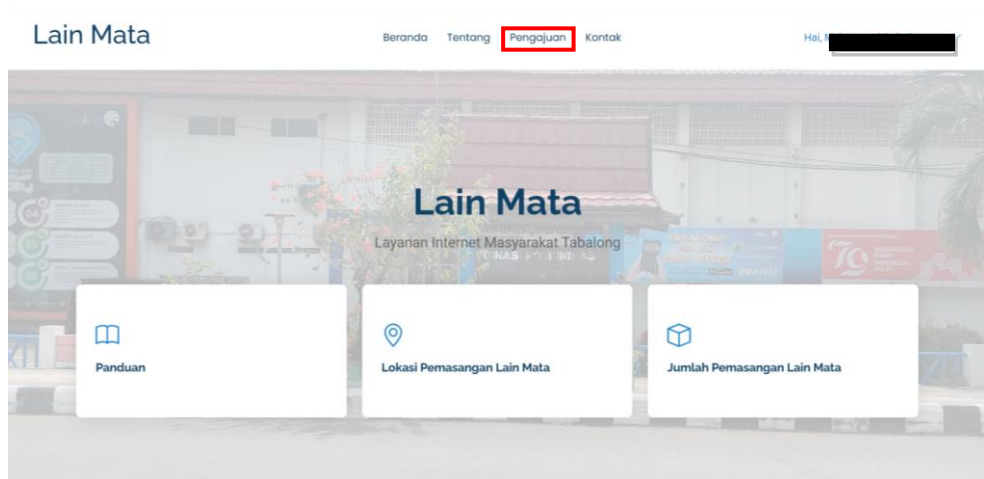 Lain Mata
Beranda Tentang Pengajuan Kontak
Hai,
Lain Mata
Layanan Internet Masyarakat Tabalong
Panduan
Lokasi Pemasangan Lain Mata
Jumlah Pemasangan Lain Mata